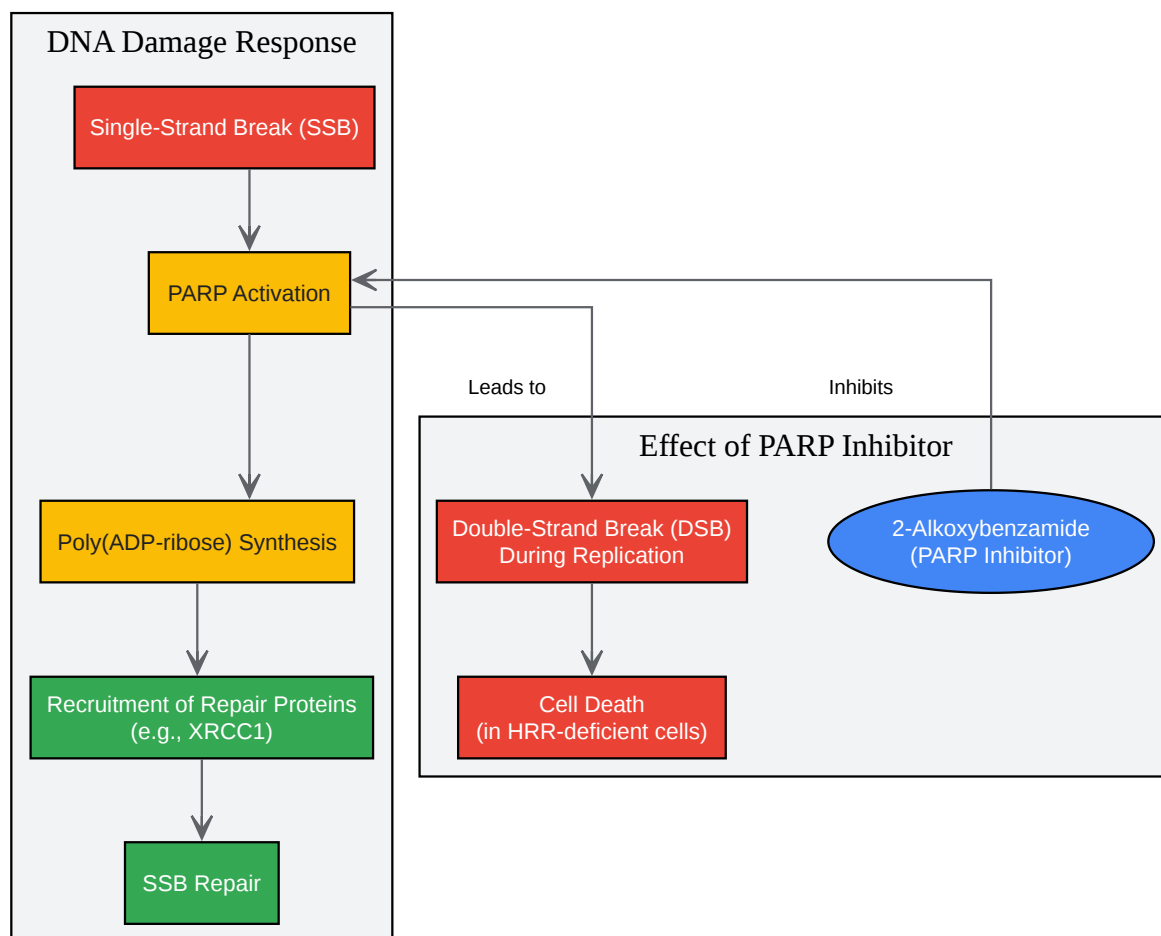 DNA Damage Response
Single-Strand Break (SSB)
PARP Activation
Leads to
Inhibits
Effect of PARP Inhibitor
Poly(ADP-ribose) Synthesis
Double-Strand Break (DSB)
During Replication
2-Alkoxybenzamide
(PARP Inhibitor)
Recruitment of Repair Proteins
(e.g., XRCC1)
Cell Death
(in HRR-deficient cells)
SSB Repair